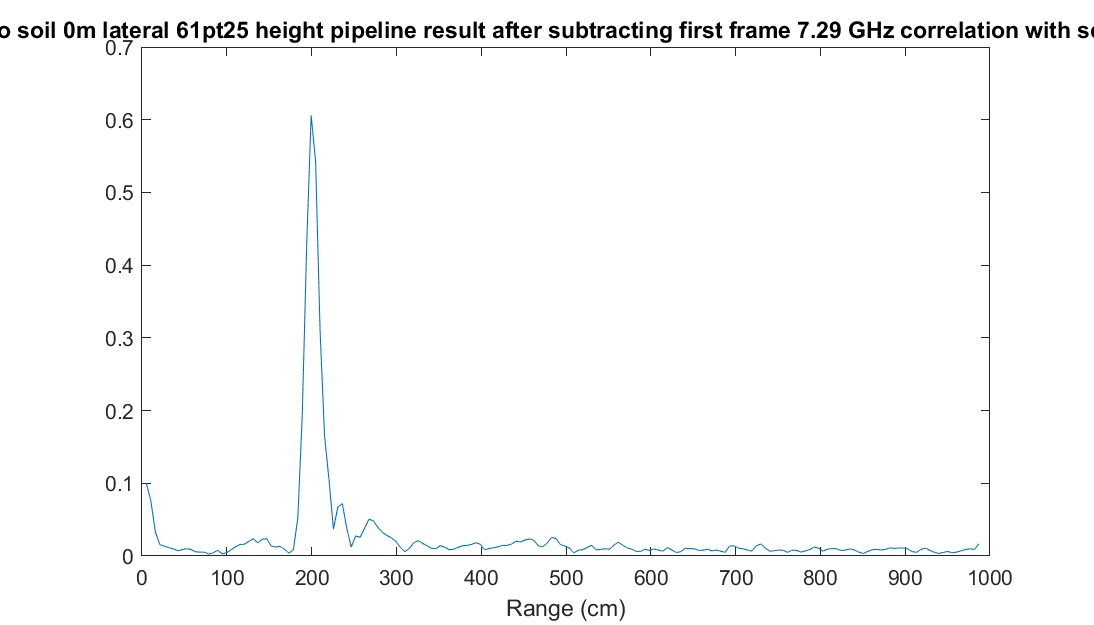 o soil 0m lateral 61pt25 height pipeline result after subtracting first frame 7.29 GHz correlation with
0.7
0.6
0.5
0.4
0.3
0.2
0.1
0
0 100 200 300 400 500 600 700 800 900 1000
Range (cm)